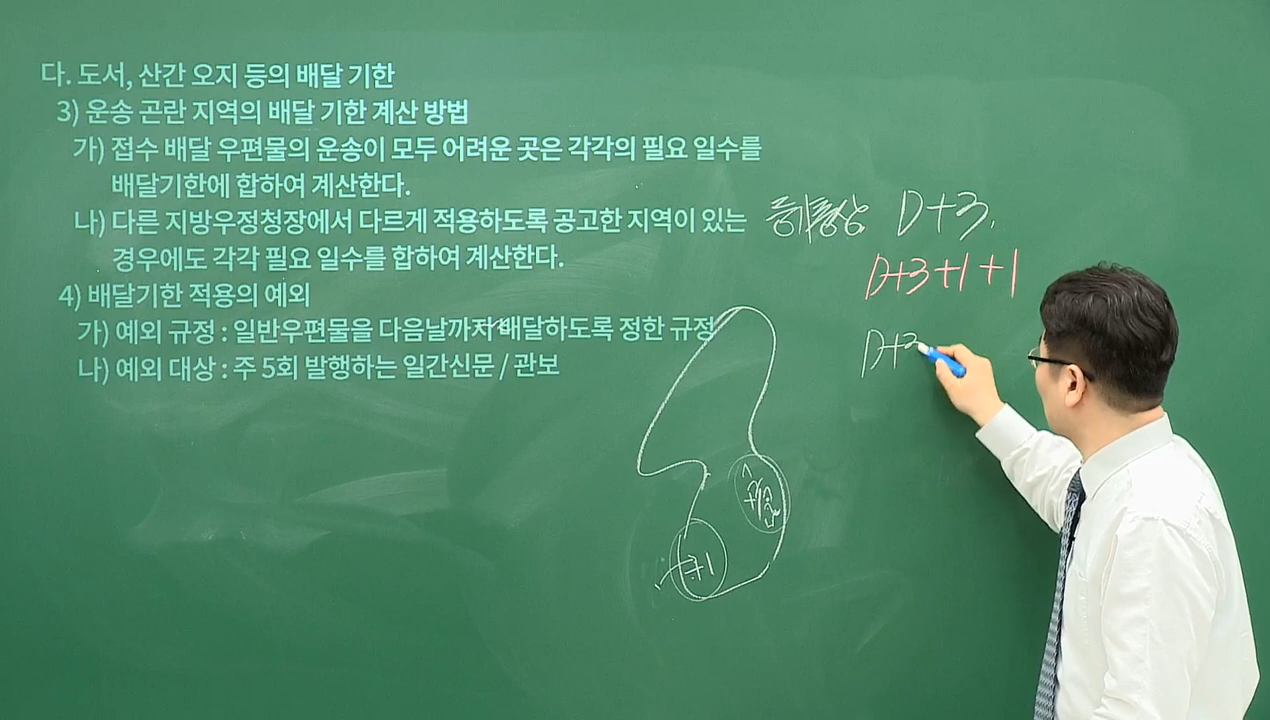 다. 도서, 산간 오지 등의 배달 기한
3) 운송 곤란 지역의 배달 기한 계산 방법
가) 접수 배달 우편물의 운송이 모두 어려운 곳은 각각의 필요 일수를
배달기한에 합하여 계산한다.
나) 다른 지방우정청장에서 다르게 적용하도록 공고한 지역이 있는
경우에도 각각 필요 일수를 합하여 계산한다.
4) 배달기한 적용의 예외
가) 예외 규정 : 일반우편물을 다음날까지 배달하도록 정한 규정
나) 예외 대상 : 주 5회 발행하는 일간신문 / 관보
D+3.
D+3+1+1
D+3